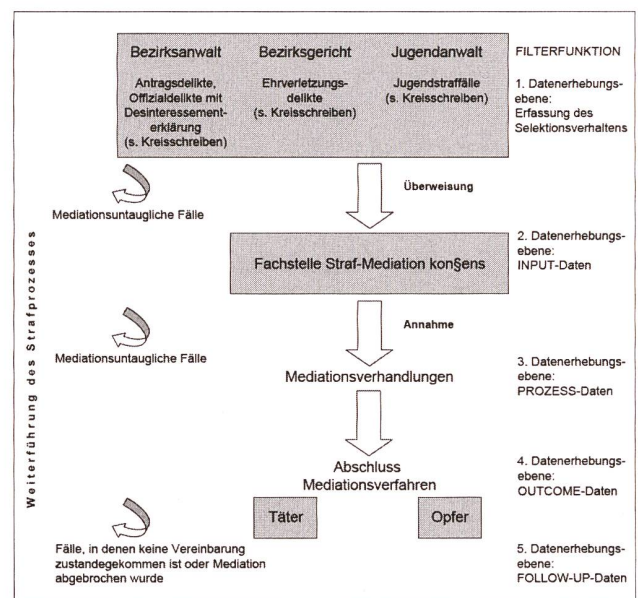 Bezirksanwalt
Antragsdelikte,
Offizialdelikte mit
Desinteressement-
erklärung
(s. Kreisschreiben)
Bezirksgericht
Ehrverletzungs-
delikte
(s. Kreisschreiben)
Jugendanwalt
Jugendstraffälle
(s. Kreisschreiben)
FILTERFUNKTION
1. Datenerhebungs-
ebene:
Erfassung des
Selektionsverhaltens
Überweisung
Mediationsuntaugliche Fälle
Fachstelle Straf-Mediation kon§ens
2. Datenerhebungs-
ebene:
INPUT-Daten
Annahme
Mediationsuntaugliche Fälle
Mediationsverhandlungen
3. Datenerhebungs-
ebene:
PROZESS-Daten
Abschluss
Mediationsverfahren
4. Datenerhebungs-
ebene:
OUTCOME-Daten
Täter
Opfer
Fälle, in denen keine Vereinbarung
zustandegekommen ist oder Mediation
abgebrochen wurde
5. Datenerhebungs-
ebene:
FOLLOW-UP-Daten
Weiterführung des Strafprozesses